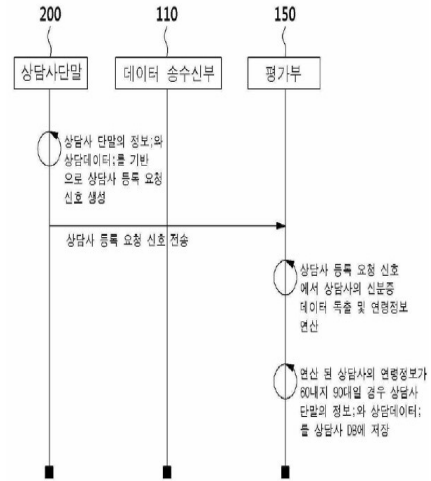 200 110 150
상담사단말 데이터 송수신부 평가부
상담사 단말의 정보;와
상담데이터;를 기반
으로 상담사 등록 요청
신호 생성
상담사 등록 요청 신호 전송
상담사 등록 요청 신호
에서 상담사의 신분증
데이터 독출 및 연령정보
연산
연산 된 상담사의 연령정보가
60내지 90대일 경우 상담사
단말의 정보;와 상담데이터;
를 상담사 DB에 저장